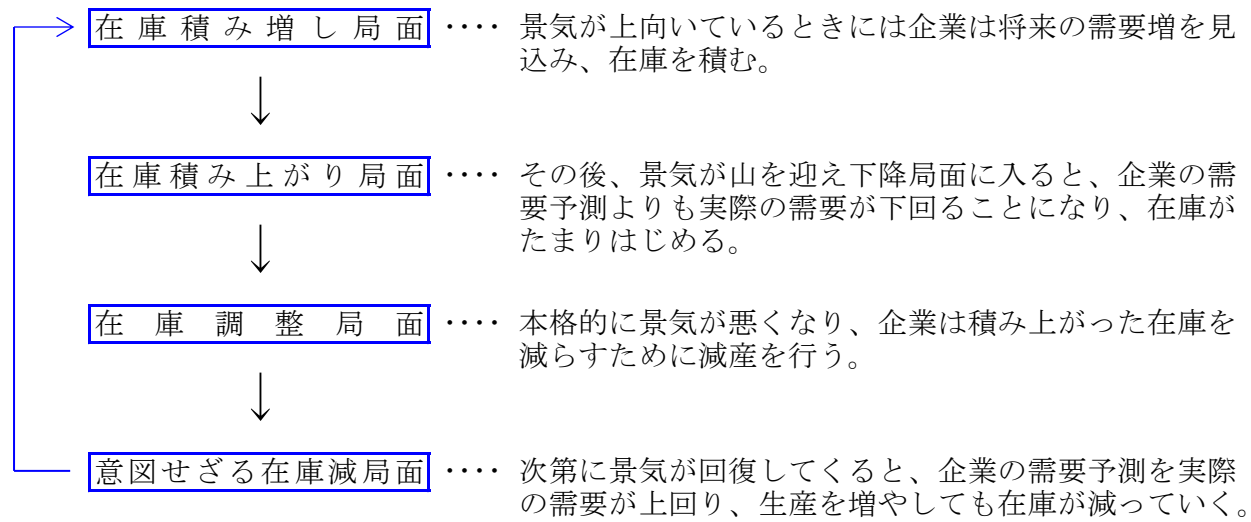 在庫積み増し局面 ‥‥ 景気が上向いているときには企業は将来の需要増を見
込み、在庫を積む。
↓
在庫積み上がり局面 ‥‥ その後、景気が山を迎え下降局面に入ると、企業の需
要予測よりも実際の需要が下回ることになり、在庫が
たまりはじめる。
↓
在庫調整局面 ‥‥ 本格的に景気が悪くなり、企業は積み上がった在庫を
減らすために減産を行う。
↓
意図せざる在庫減局面 ‥‥ 次第に景気が回復してくると、企業の需要予測を実際
の需要が上回り、生産を増やしても在庫が減っていく。